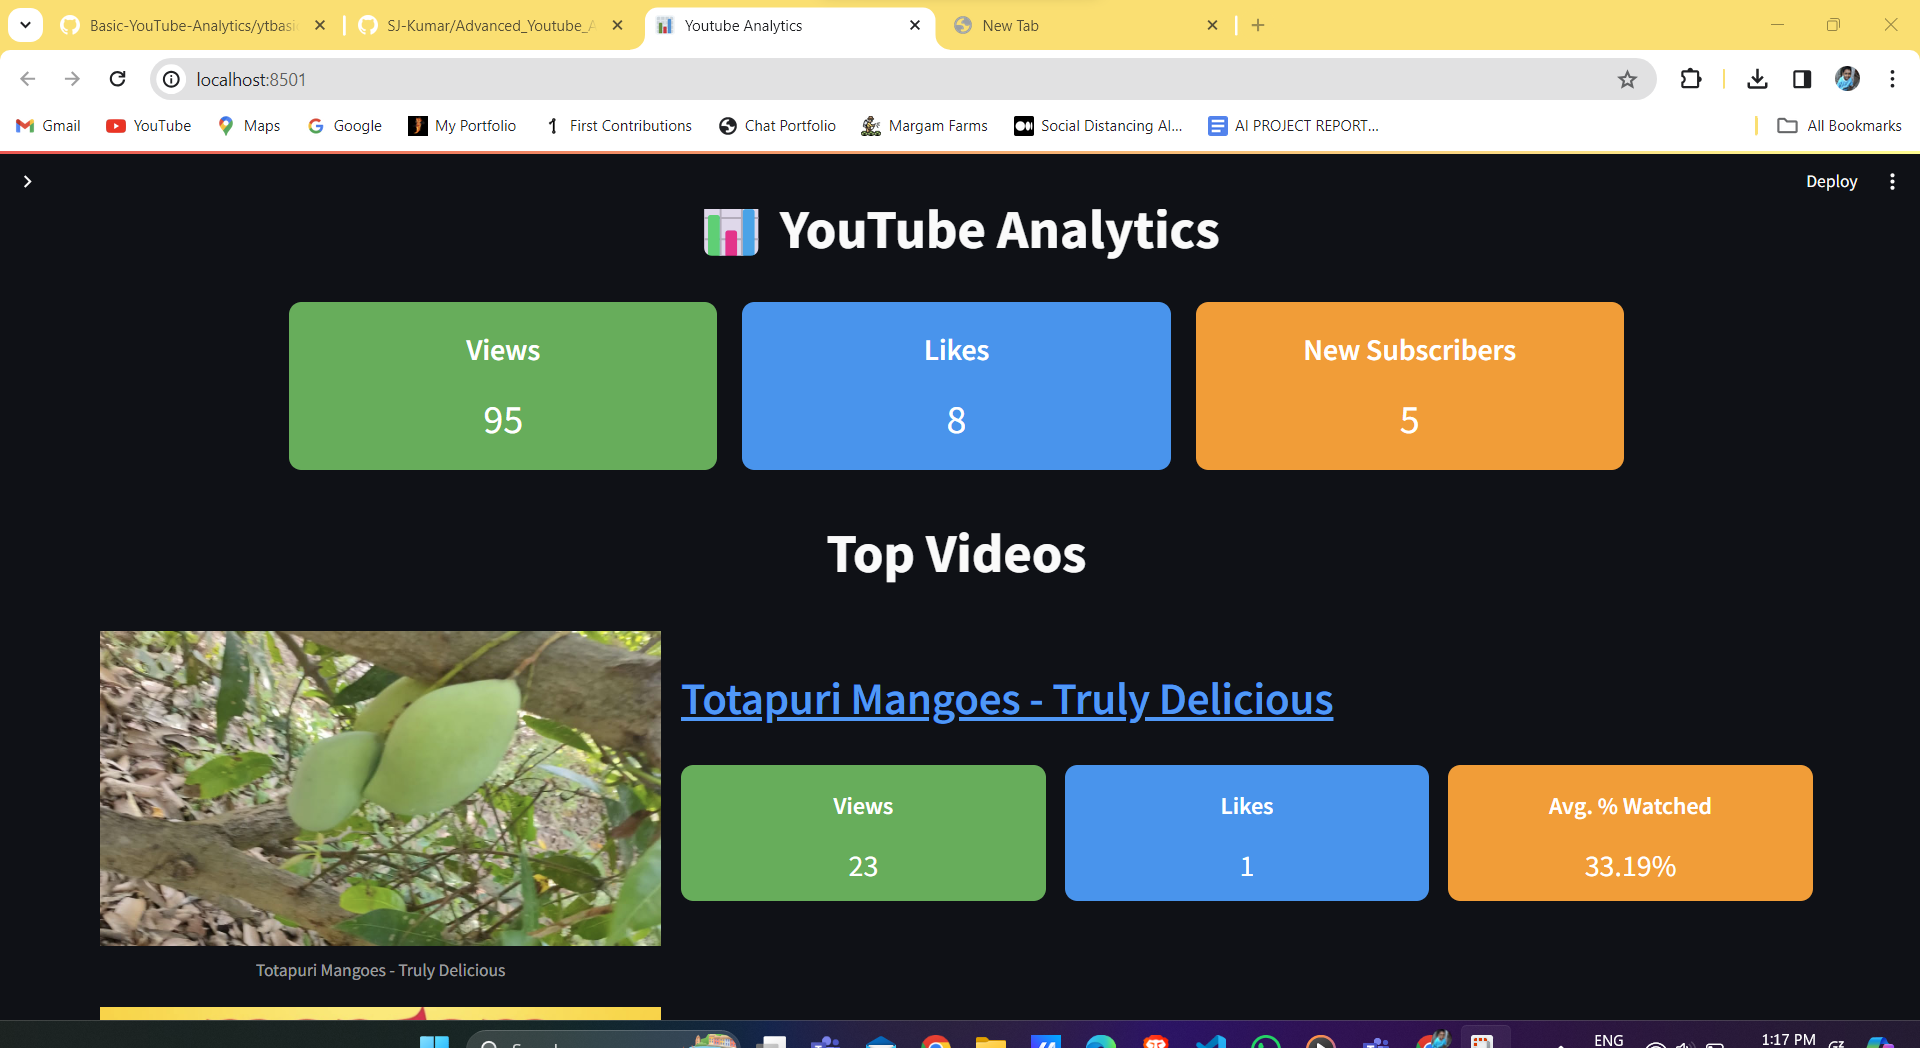 Basic-YouTube-Analytics/ytbasi
SJ-Kumar/Advanced_Youtube_A
Youtube Analytics
New Tab
localhost:8501
Gmail
YouTube
Maps
Google
My Portfolio
First Contributions
Chat Portfolio
Margam Farms
Social Distancing AI...
AI PROJECT REPORT...
All Bookmarks
Deploy
YouTube Analytics
Views
95
Likes
8
New Subscribers
5
Top Videos
Totapuri Mangoes - Truly Delicious
Views
23
Likes
1
Avg. % Watched
33.19%
Totapuri Mangoes - Truly Delicious
ENG
1:17 PM